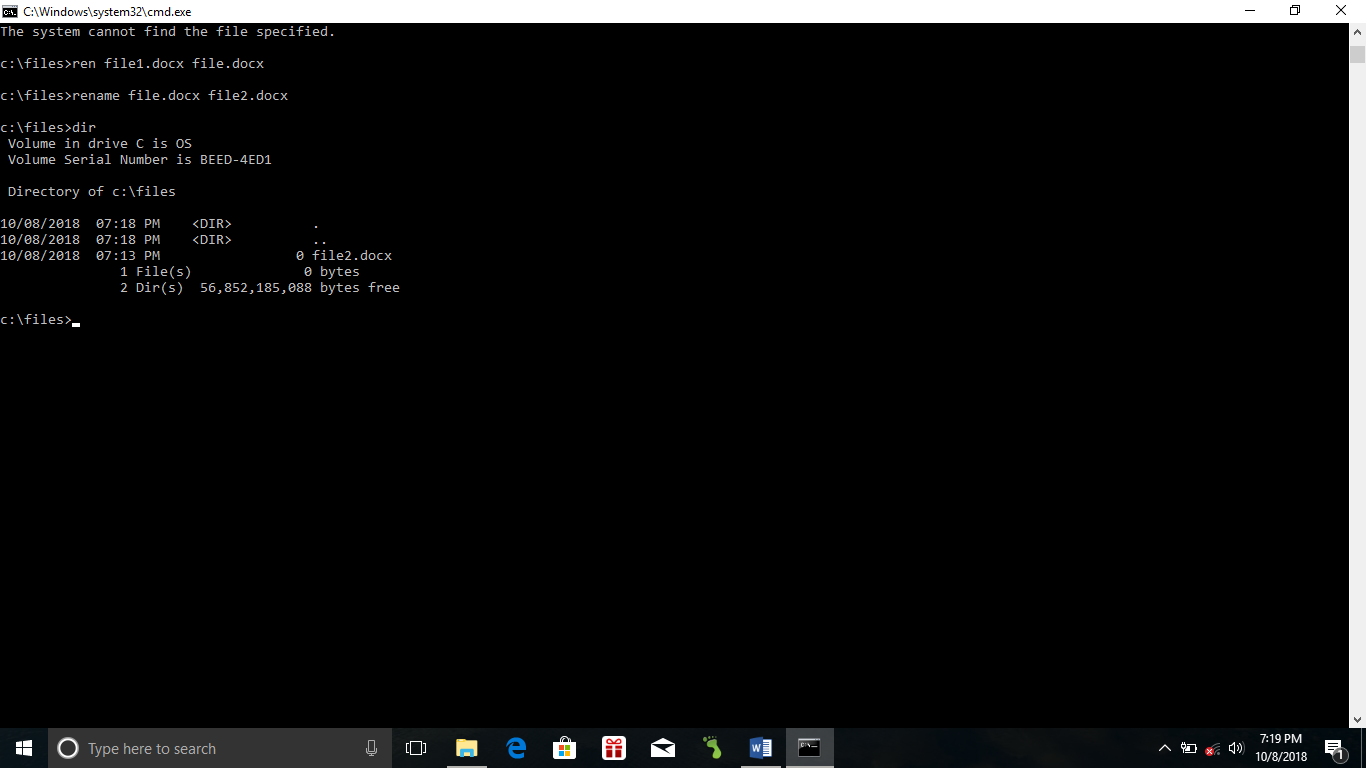 C:\Windows\system32\cmd.exe
The system cannot find the file specified.
c:\files>ren file1.docx file.docx
c:\files>rename file.docx file2.docx
c:\files>dir
 Volume in drive C is OS
 Volume Serial Number is BEED-4ED1
 Directory of c:\files
10/08/2018  07:18 PM    <DIR>          .
10/08/2018  07:18 PM    <DIR>          ..
10/08/2018  07:13 PM                 0 file2.docx
               1 File(s)              0 bytes
               2 Dir(s)  56,852,185,088 bytes free
c:\files>
Type here to search
7:19 PM
10/8/2018
1